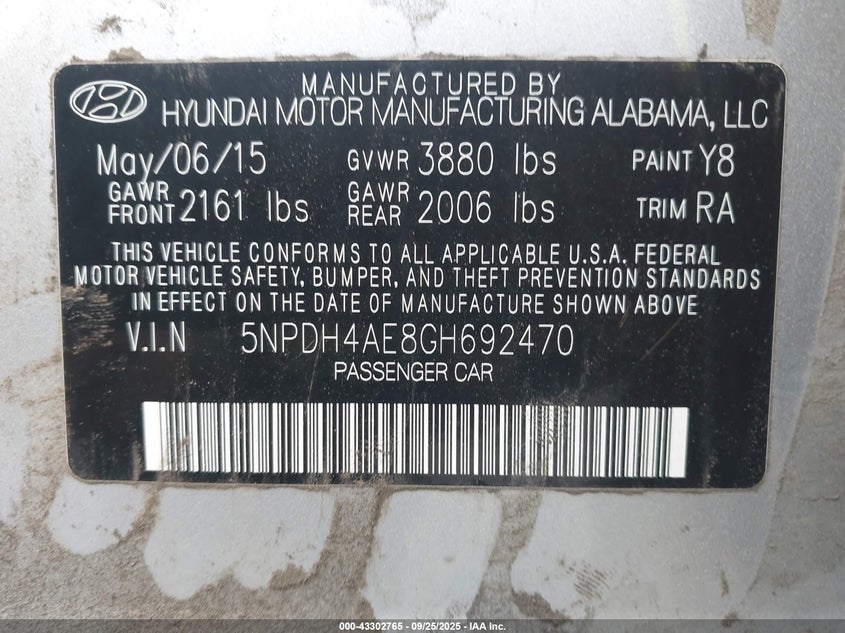 MANUFACTURED BY
HYUNDAI MOTOR MANUFACTURING ALABAMA, LLC
May/06/15 GVWR 3880 lbs PAINT Y8
GAWR FRONT 2161 lbs GAWR REAR 2006 lbs TRIM RA
THIS VEHICLE CONFORMS TO ALL APPLICABLE U.S.A. FEDERAL
MOTOR VEHICLE SAFETY, BUMPER, AND THEFT PREVENTION STANDARDS
IN EFFECT ON THE DATE OF MANUFACTURE SHOWN ABOVE
V.I.N 5NPDH4AE8GH692470
PASSENGER CAR
000-43302765 - 09/25/2025 - IAA Inc.